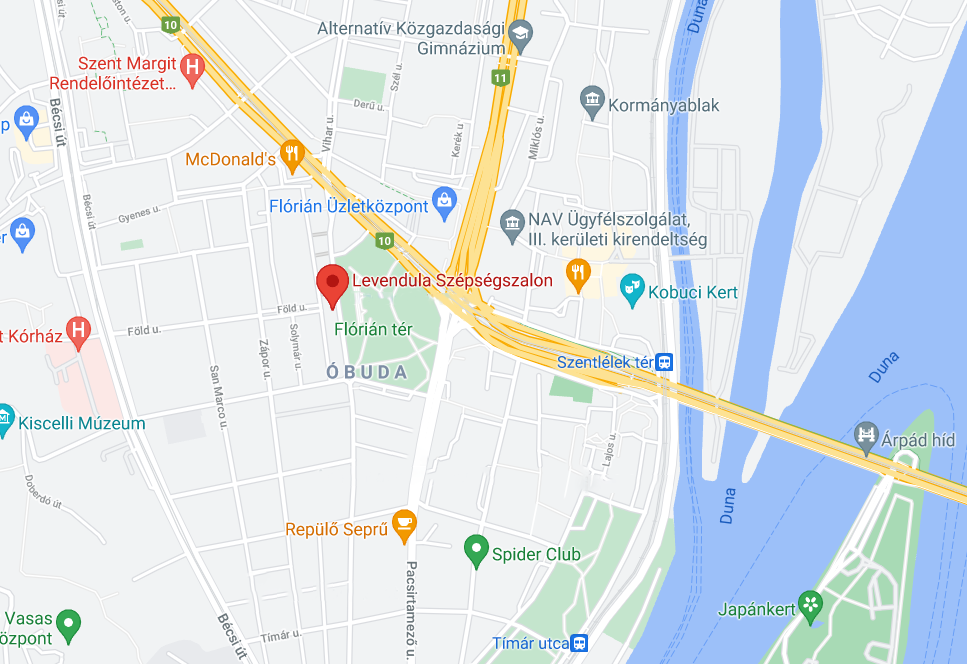 10
Alternatív Közgazdasági
Gimnázium
Duna
Szent Margit
Rendelőintézet...
11
Szél u.
Derű u.
Kormányablak
Bécsi út
p
Vihar u.
Kerék u.
Miklós u.
McDonald's
Bécsi út
Gyenes u.
Flórián Üzletközpont
NAV Ügyfélszolgálat,
III. kerületi kirendeltség
r
10
Levendula Szépségszalon
Kobuci Kert
Föld u.
Flórián tér
t Kórház
Föld u.
Solymár u.
Zápor u.
Szentlélek tér
Duna
ÓBUDA
San Marco u.
Kiscelli Múzeum
Árpád híd
Lajos u.
Doberdó út
Duna
Repülő Seprű
Spider Club
Pacsirtamező u.
Japánkert
Vasas
özpont
Bécsi út
Tímár u.
Tímár utca